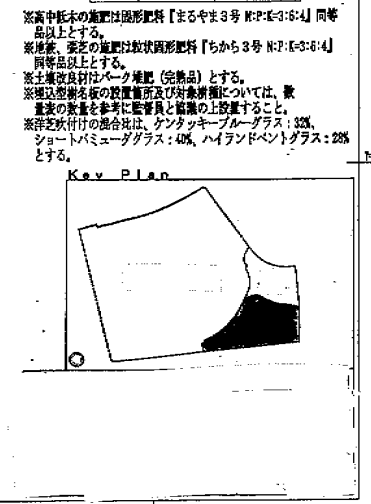 ※高中低木の施肥は固形肥料『まるやま3号 N:P:K=3:6:4』同等
品以上とする。
※地被、張芝の施肥は粒状固形肥料『ちから3号 N:P:K=3:6:4』
同等品以上とする。
※土壌改良材はバーク堆肥（完熟品）とする。
※埋込型樹名板の設置箇所及び対象樹種については、数
量表の数量を参考に監督員と協議の上設置すること。
※洋芝吹付けの混合比は、ケンタッキーブルーグラス：32%、
ショートバミューダグラス：40%、ハイランドベントグラス：28%
とする。
Key Plan